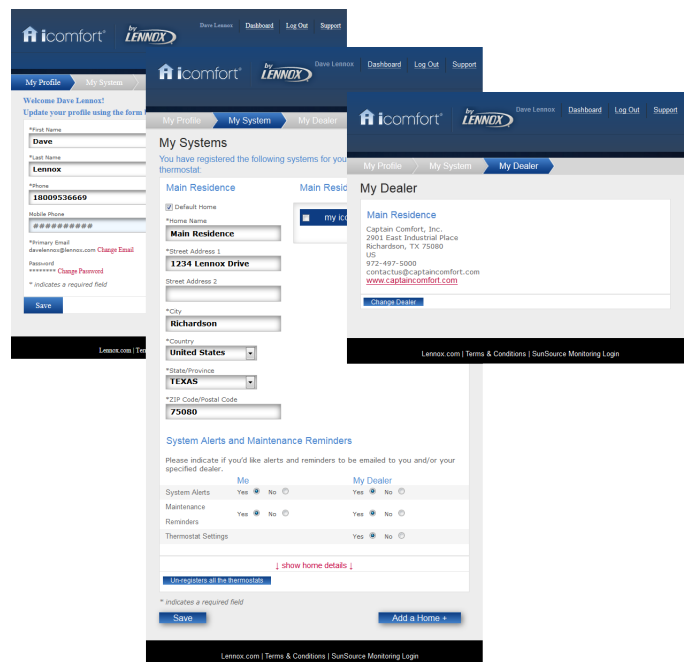 icomfort® by LENNOX
Dave Lennox Dashboard Log Out Support
My Profile My System
Welcome Dave Lennox!
Update your profile using the form
*First Name
Dave
*Last Name
Lennox
*Phone
18009536669
Mobile Phone
##########
*Primary Email
davelennox@lennox.com Change Email
Password
******** Change Password
* indicates a required field
Save
Lennox.com |
icomfort® by LENNOX
Dave Lennox Dashboard Log Out Support
My Profile My System My Dealer
My Systems
You have registered the following systems for you
thermostat:
Main Residence
Default Home
*Home Name
Main Residence
*Street Address 1
1234 Lennox Drive
Street Address 2
*City
Richardson
*Country
United States
*State/Province
TEXAS
*ZIP Code/Postal Code
75080
Main Resid
my ico
System Alerts and Maintenance Reminders
Please indicate if you'd like alerts and reminders to be emailed to you and/or your
specified dealer.
Me My Dealer
System Alerts Yes No Yes No
Maintenance
Reminders Yes No Yes No
Thermostat Settings Yes No
↓ show home details ↓
Un-registers all the thermostats
* indicates a required field
Save Add a Home +
Lennox.com | Terms & Conditions | SunSource Monitoring Login
icomfort® by LENNOX
Dave Lennox Dashboard Log Out Support
My Profile My System My Dealer
My Dealer
Main Residence
Captain Comfort, Inc.
2901 East Industrial Place
Richardson, TX 75080
US
972-497-5000
contactus@captaincomfort.com
www.captaincomfort.com
Change Dealer
Lennox.com | Terms & Conditions | SunSource Monitoring Login